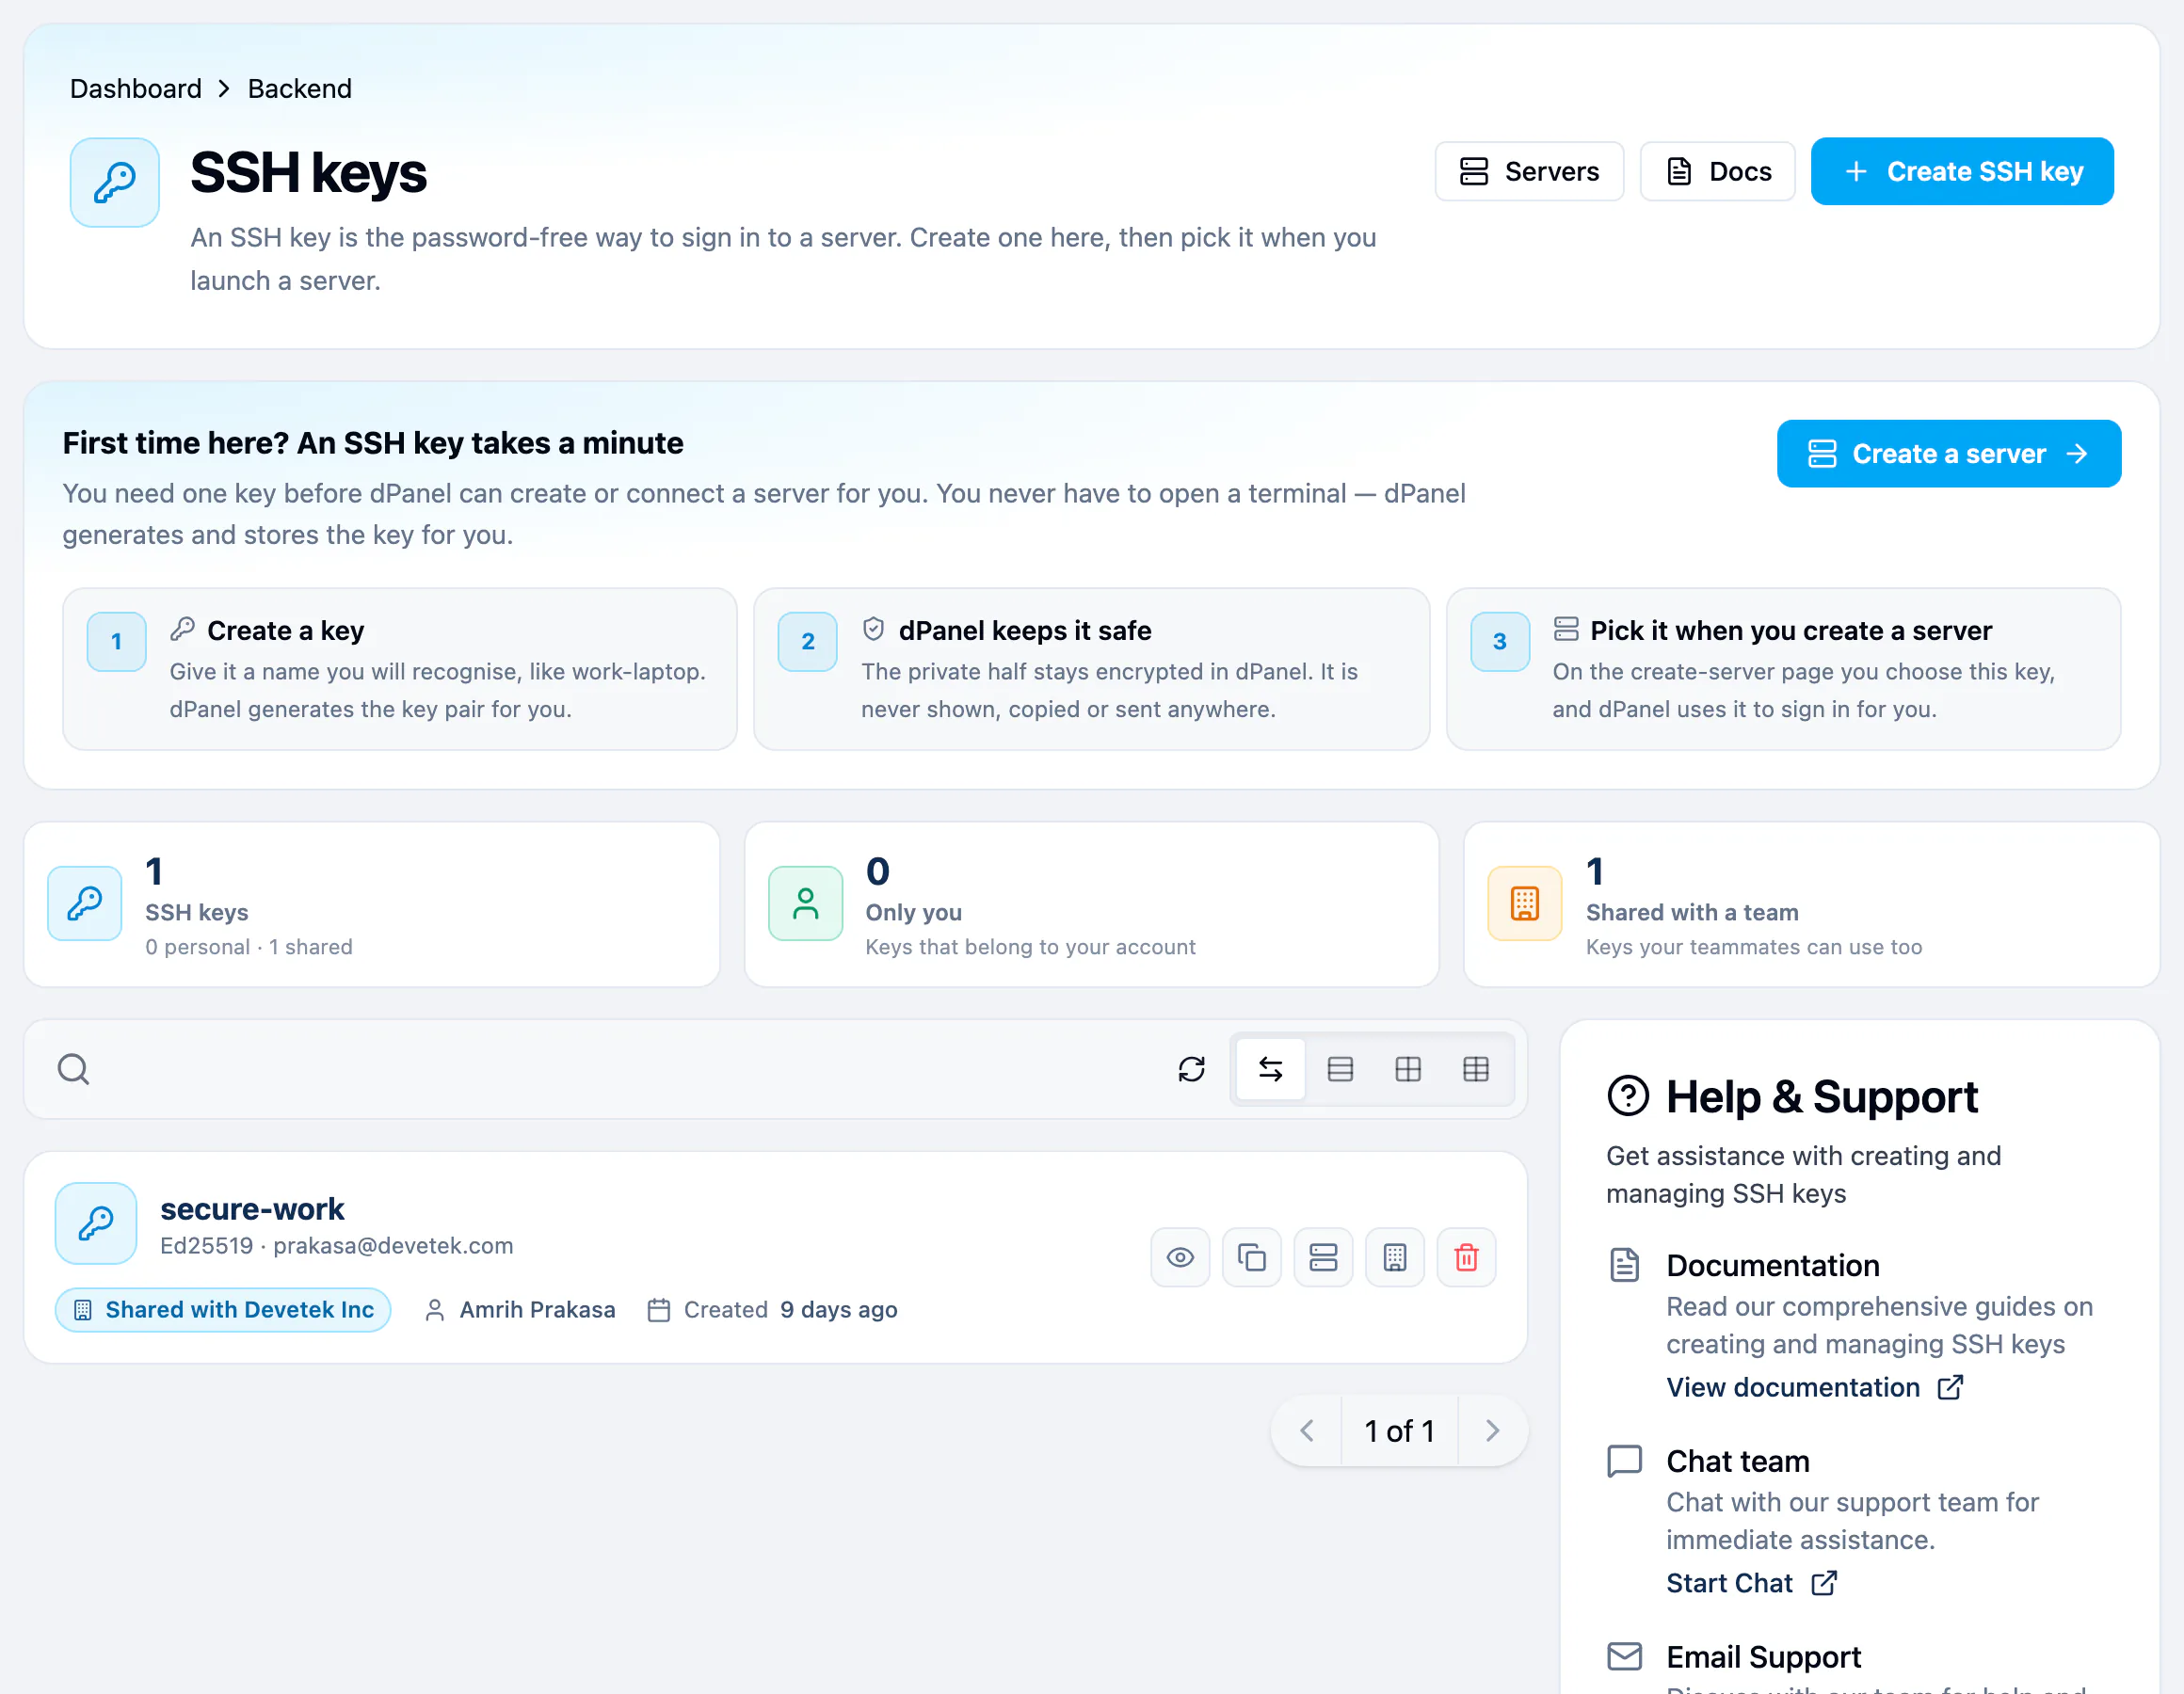 Dashboard > Backend
SSH keys
An SSH key is the password-free way to sign in to a server. Create one here, then pick it when you
launch a server.
Servers
Docs
+ Create SSH key
First time here? An SSH key takes a minute
You need one key before dPanel can create or connect a server for you. You never have to open a terminal — dPanel
generates and stores the key for you.
Create a server →
1
Create a key
Give it a name you will recognise, like work-laptop.
dPanel generates the key pair for you.
2
dPanel keeps it safe
The private half stays encrypted in dPanel. It is
never shown, copied or sent anywhere.
3
Pick it when you create a server
On the create-server page you choose this key,
and dPanel uses it to sign in for you.
1
SSH keys
0 personal · 1 shared
0
Only you
Keys that belong to your account
1
Shared with a team
Keys your teammates can use too
secure-work
Ed25519 · prakasa@devetek.com
Shared with Devetek Inc
Amrih Prakasa
Created 9 days ago
1 of 1
Help & Support
Get assistance with creating and
managing SSH keys
Documentation
Read our comprehensive guides on
creating and managing SSH keys
View documentation
Chat team
Chat with our support team for
immediate assistance.
Start Chat
Email Support